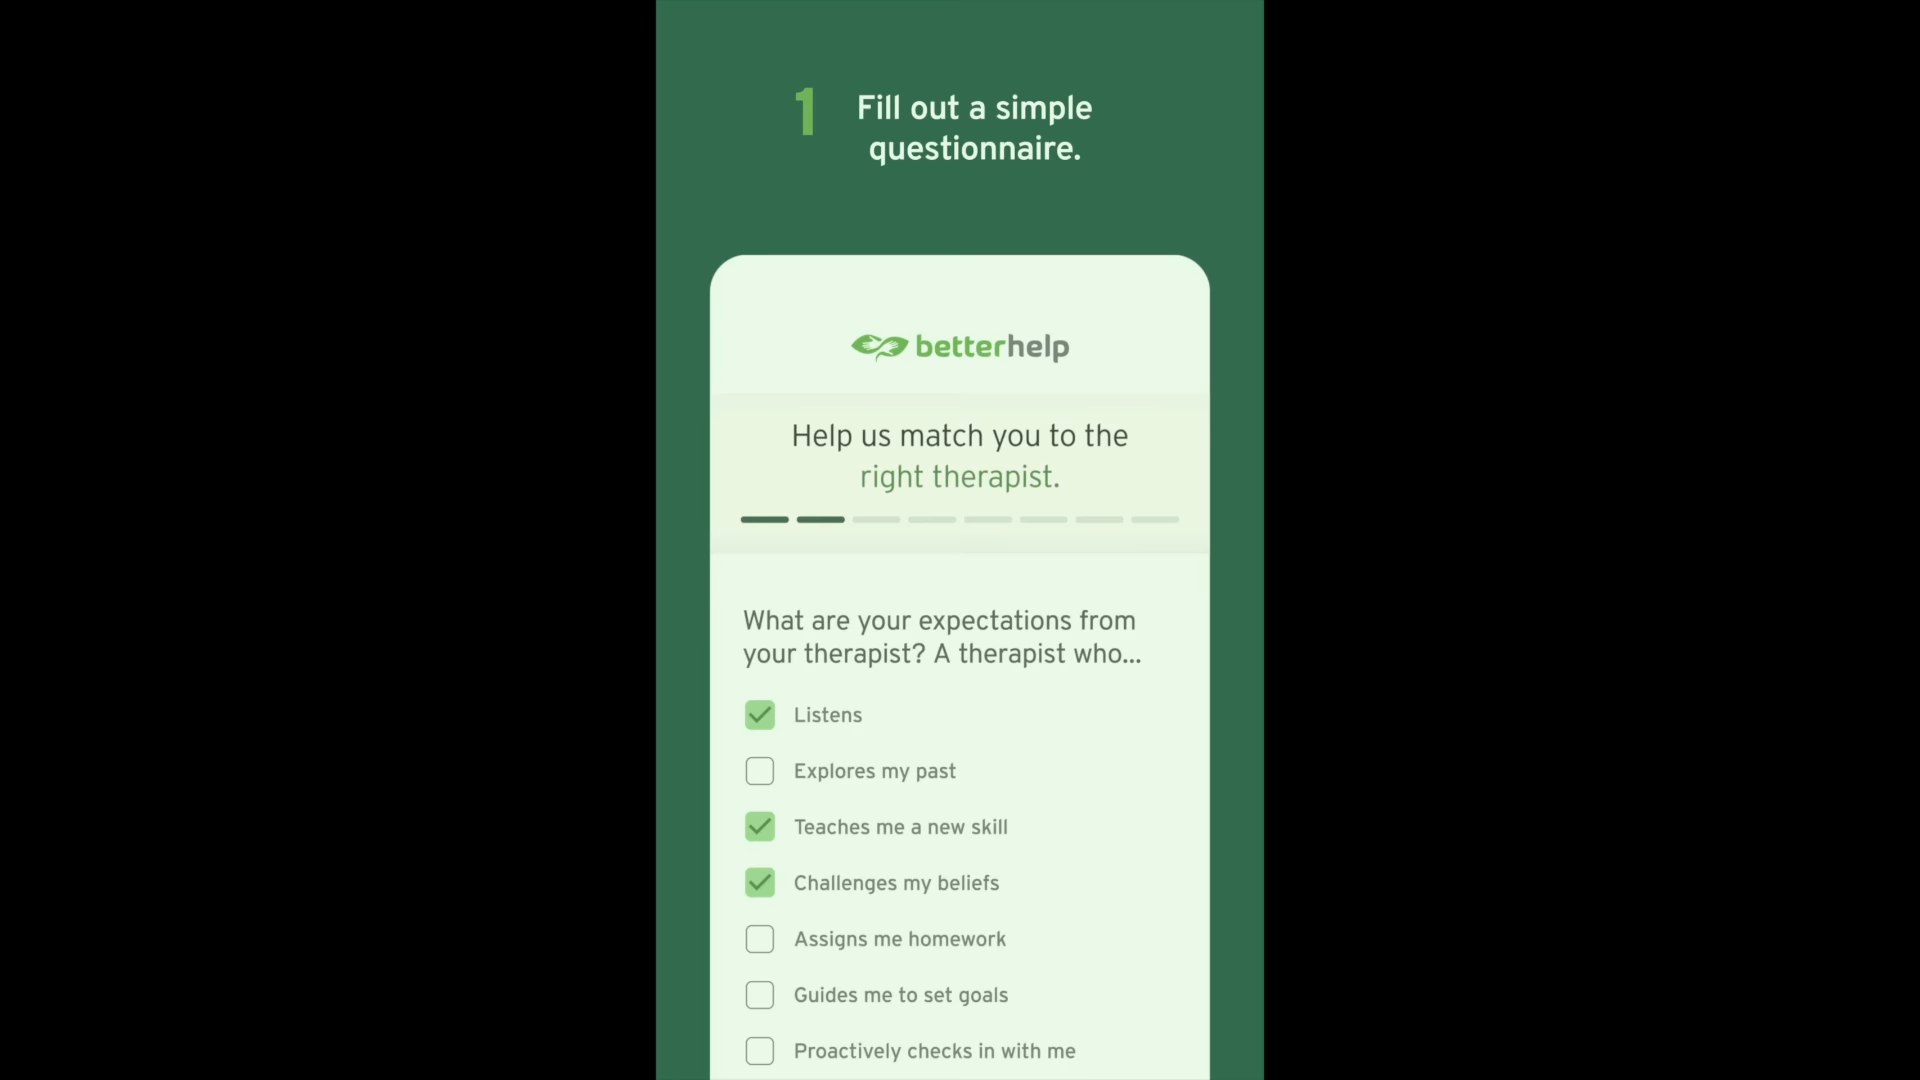 1 Fill out a simple
questionnaire.
betterhelp
Help us match you to the
right therapist.
What are your expectations from
your therapist? A therapist who...
Listens
Explores my past
Teaches me a new skill
Challenges my beliefs
Assigns me homework
Guides me to set goals
Proactively checks in with me